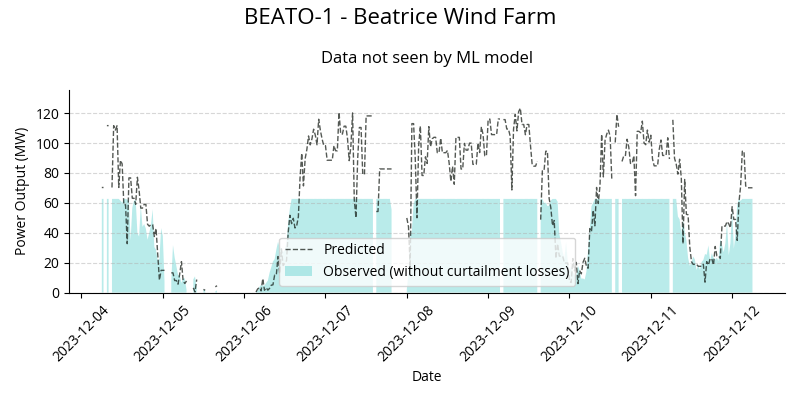 BEATO-1 - Beatrice Wind Farm
Data not seen by ML model
Power Output (MW)
120
100
80
60
40
20
0
Predicted
Observed (without curtailment losses)
2023-12-04
2023-12-05
2023-12-06
2023-12-07
2023-12-08
2023-12-09
2023-12-10
2023-12-11
2023-12-12
Date